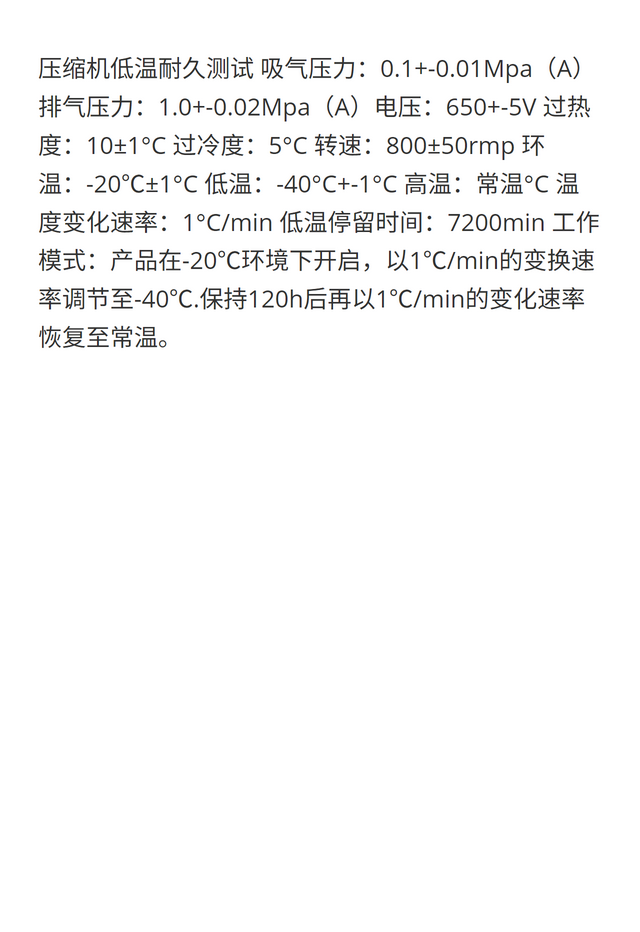 压缩机低温耐久测试 吸气压力：0.1+-0.01Mpa（A）
排气压力：1.0+-0.02Mpa（A）电压：650+-5V 过热
度：10±1°C 过冷度：5°C 转速：800±50rmp 环
温：-20℃±1°C 低温：-40°C+-1°C 高温：常温°C 温
度变化速率：1°C/min 低温停留时间：7200min 工作
模式：产品在-20℃环境下开启，以1℃/min的变换速
率调节至-40℃.保持120h后再以1℃/min的变化速率
恢复至常温。